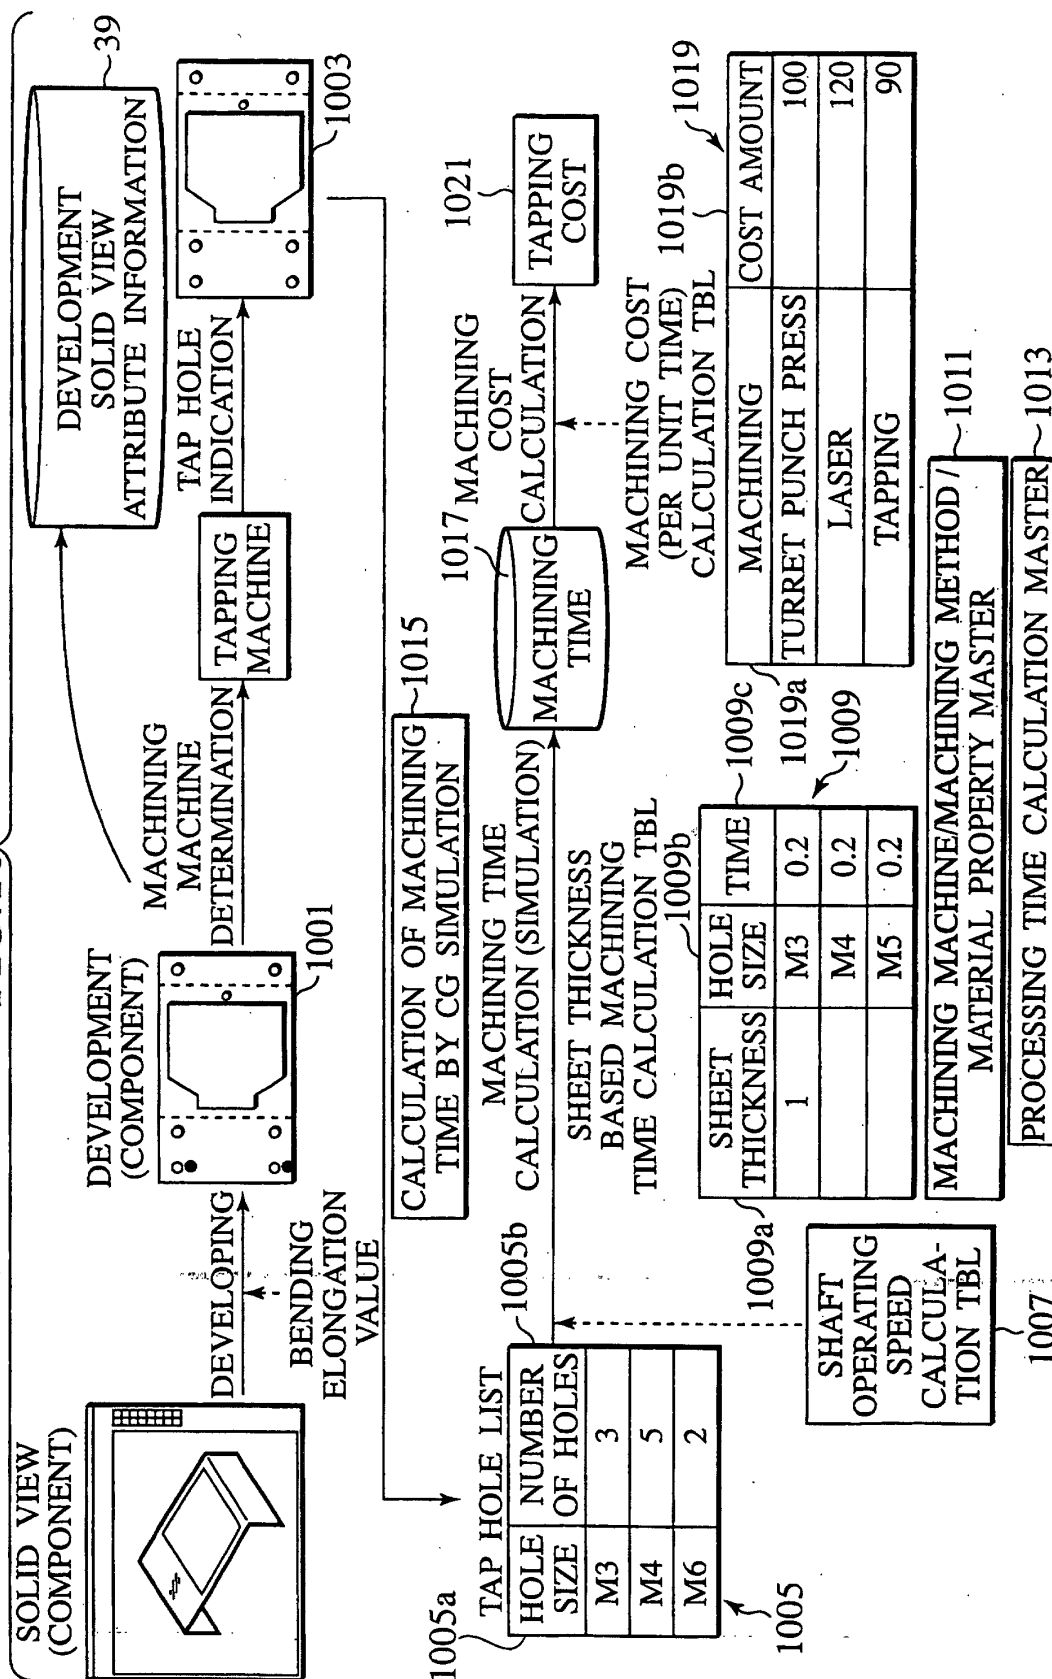 SOLID VIEW
(COMPONENT)
DEVELOPING
BENDING
ELONGATION
VALUE
DEVELOPMENT
(COMPONENT)
1001
MACHINING
MACHINE
DETERMINATION
TAPPING
MACHINE
TAP HOLE
INDICATION
DEVELOPMENT
SOLID VIEW
ATTRIBUTE INFORMATION
39
1003
CALCULATION OF MACHINING
TIME BY CG SIMULATION
1015
TAP HOLE LIST
1005a
1005b
HOLE SIZE NUMBER OF HOLES
M3 3
M4 5
M6 2
1005
MACHINING TIME
CALCULATION (SIMULATION)
SHEET THICKNESS
BASED MACHINING
TIME CALCULATION TBL
1017
MACHINING
TIME
MACHINING
COST
CALCULATION
1021
TAPPING
COST
SHAFT
OPERATING
SPEED
CALCULA-
TION TBL
1007
1009a
1009b
1009c
SHEET THICKNESS HOLE SIZE TIME
1 M3 0.2
M4 0.2
M5 0.2
1009
MACHINING COST
(PER UNIT TIME)
CALCULATION TBL
1019a
1019b
1019
MACHINING COST AMOUNT
TURRET PUNCH PRESS 100
LASER 120
TAPPING 90
MACHINING MACHINE/MACHINING METHOD /
MATERIAL PROPERTY MASTER
1011
PROCESSING TIME CALCULATION MASTER
1013